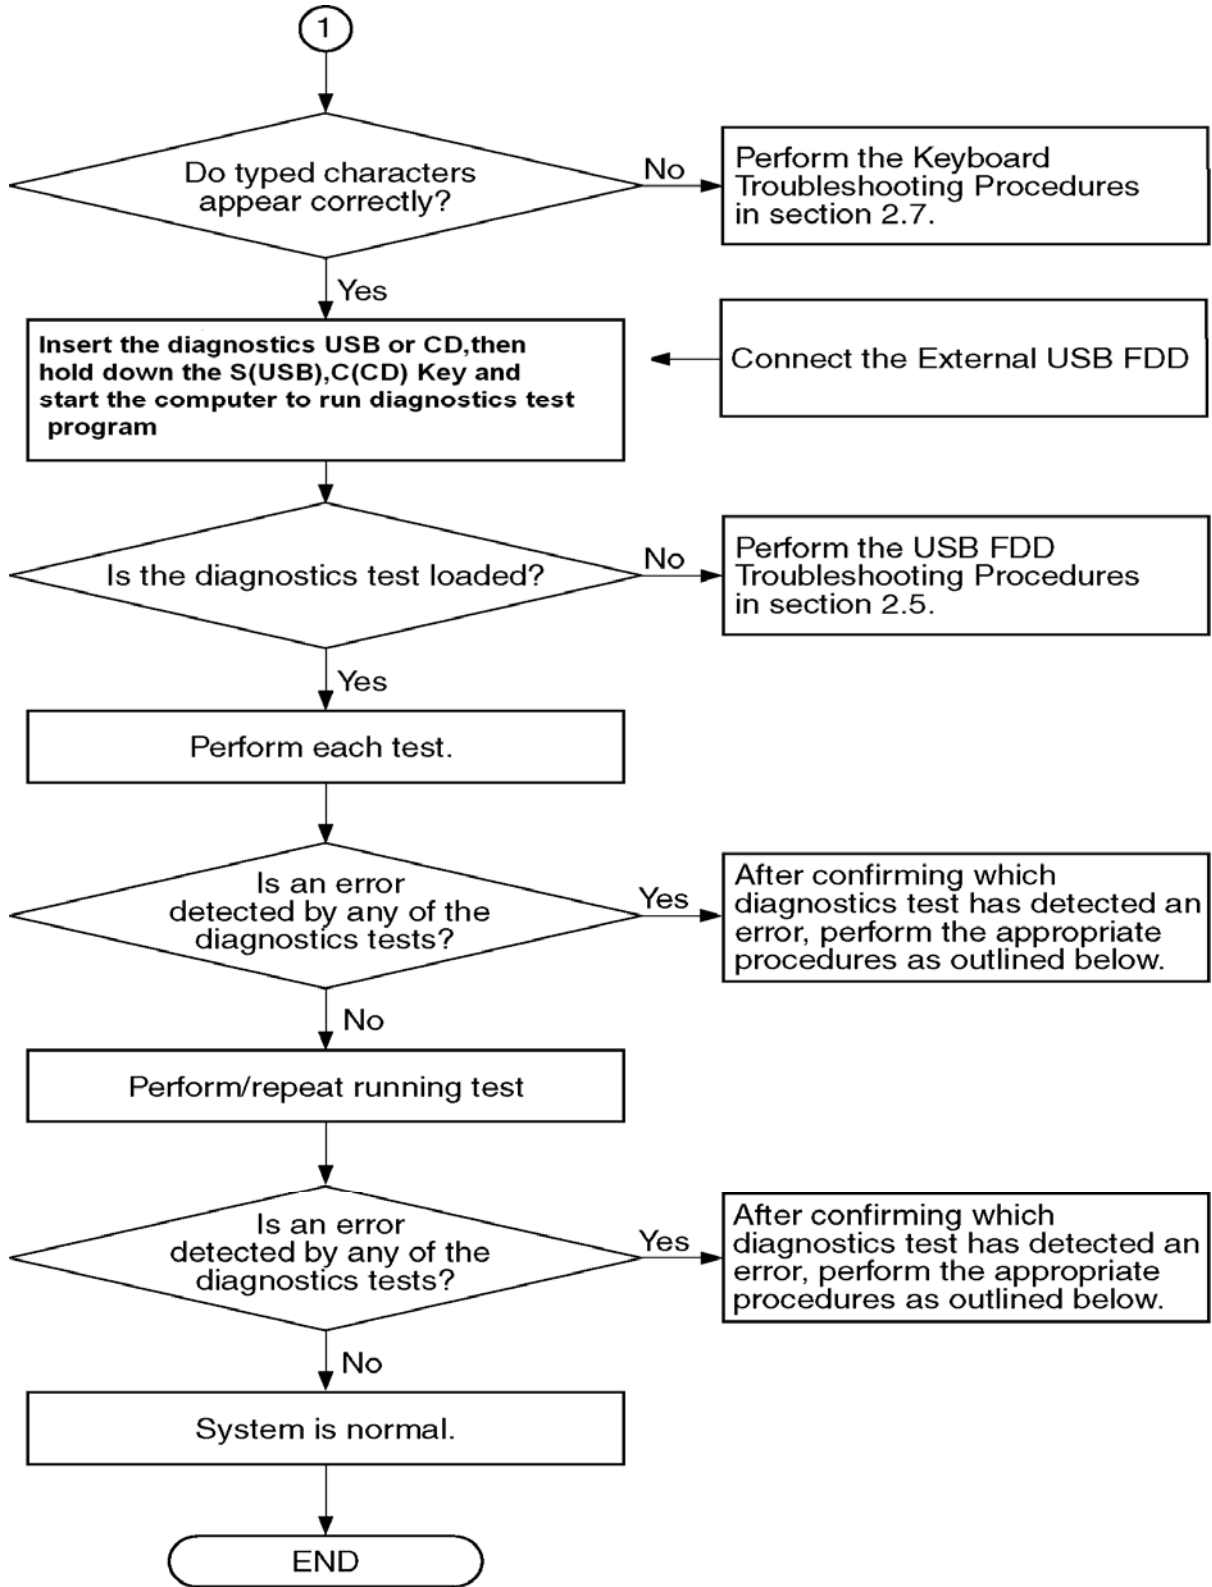 1
Do typed characters
appear correctly?
No
Perform the Keyboard
Troubleshooting Procedures
in section 2.7.
Yes
Insert the diagnostics USB or CD,then
hold down the S(USB),C(CD) Key and
start the computer to run diagnostics test
program
Connect the External USB FDD
Is the diagnostics test loaded?
No
Perform the USB FDD
Troubleshooting Procedures
in section 2.5.
Yes
Perform each test.
Is an error
detected by any of the
diagnostics tests?
Yes
After confirming which
diagnostics test has detected an
error, perform the appropriate
procedures as outlined below.
No
Perform/repeat running test
Is an error
detected by any of the
diagnostics tests?
Yes
After confirming which
diagnostics test has detected an
error, perform the appropriate
procedures as outlined below.
No
System is normal.
END